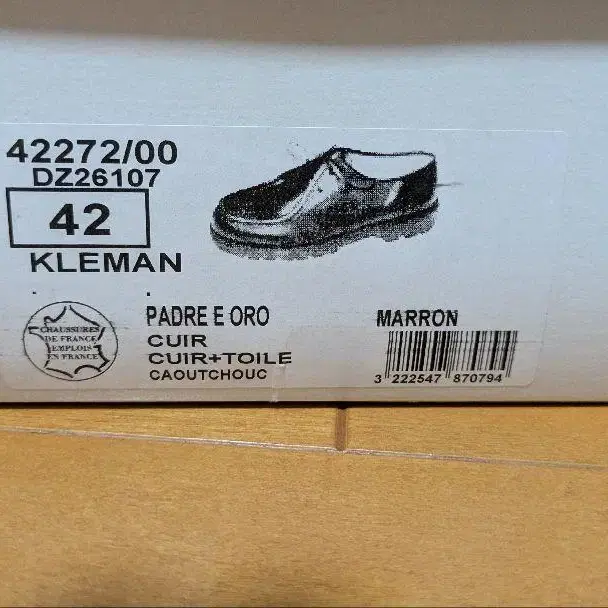 42272/00
DZ26107
42
KLEMAN
CHAUSSURES
DE FRANCE
EMPLOIS
EN FRANCE
PADRE E ORO
CUIR
CUIR+TOILE
CAOUTCHOUC
MARRON
3 222547 870794